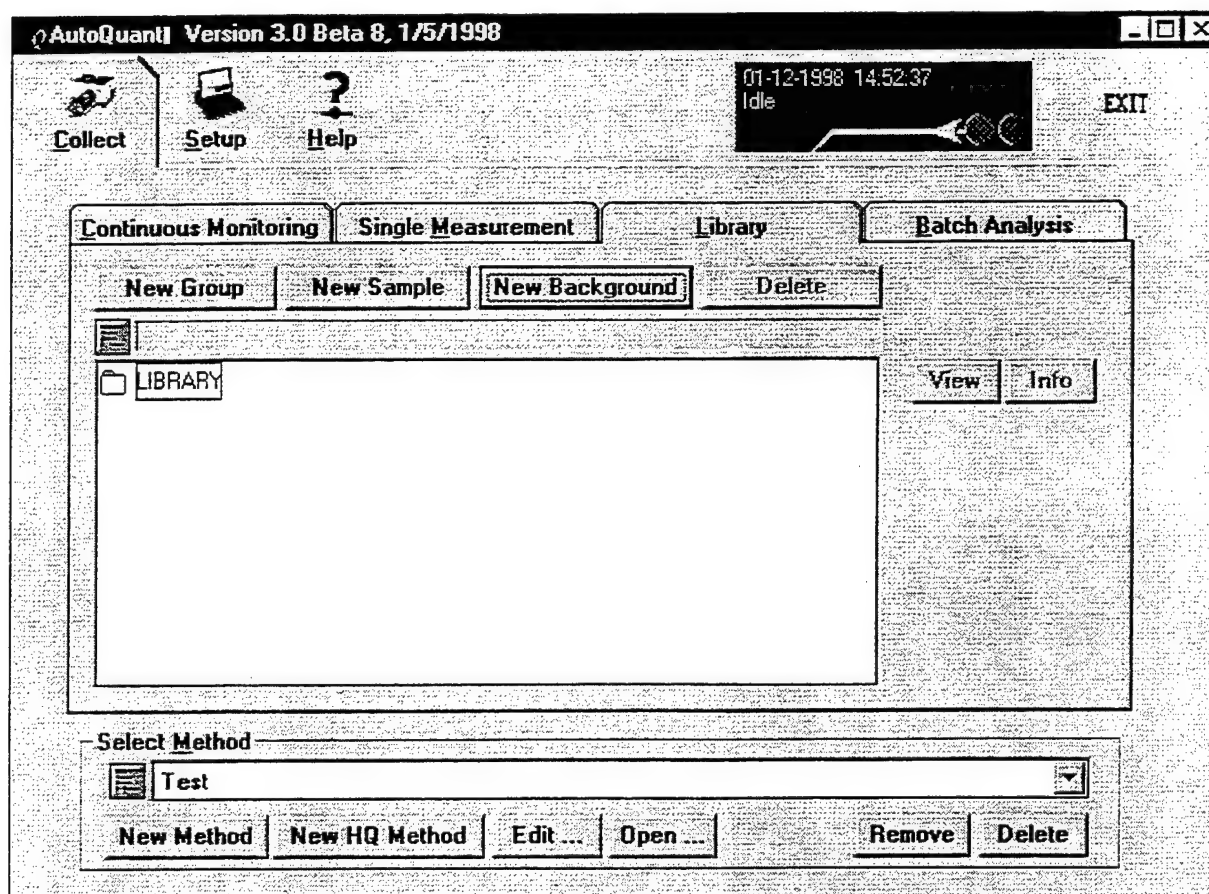 AutoQuant Version 3.0 Beta 8, 1/5/1998
Collect Setup Help
01-12-1998 14.52.37
Idle
EXIT
Continuous Monitoring Single Measurement Library Batch Analysis
New Group New Sample New Background Delete
LIBRARY
View Info
Select Method
Test
New Method New HQ Method Edit ... Open ... Remove Delete